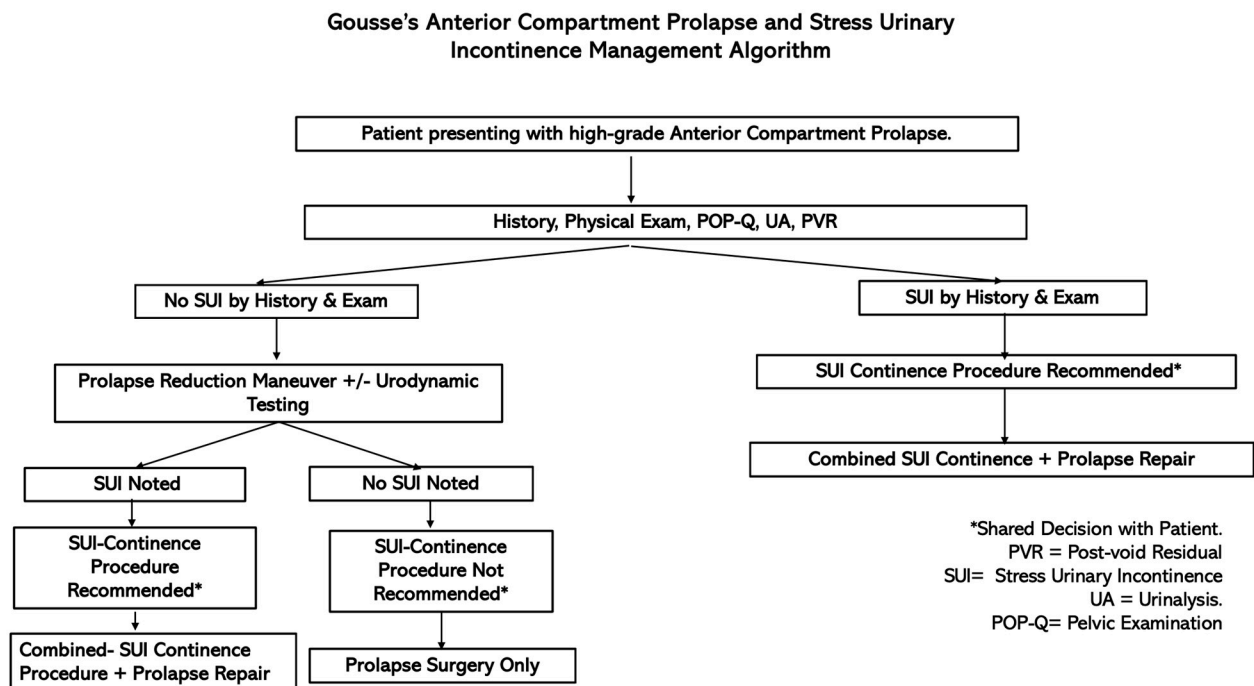 Gousse's Anterior Compartment Prolapse and Stress Urinary
Incontinence Management Algorithm
Patient presenting with high-grade Anterior Compartment Prolapse.
History, Physical Exam, POP-Q, UA, PVR
No SUI by History & Exam
SUI by History & Exam
Prolapse Reduction Maneuver +/- Urodynamic
Testing
SUI Continence Procedure Recommended*
Combined SUI Continence + Prolapse Repair
SUI Noted
No SUI Noted
SUI-Continence
Procedure
Recommended*
SUI-Continence
Procedure Not
Recommended*
Combined- SUI Continence
Procedure + Prolapse Repair
Prolapse Surgery Only
*Shared Decision with Patient.
PVR = Post-void Residual
SUI= Stress Urinary Incontinence
UA = Urinalysis.
POP-Q= Pelvic Examination